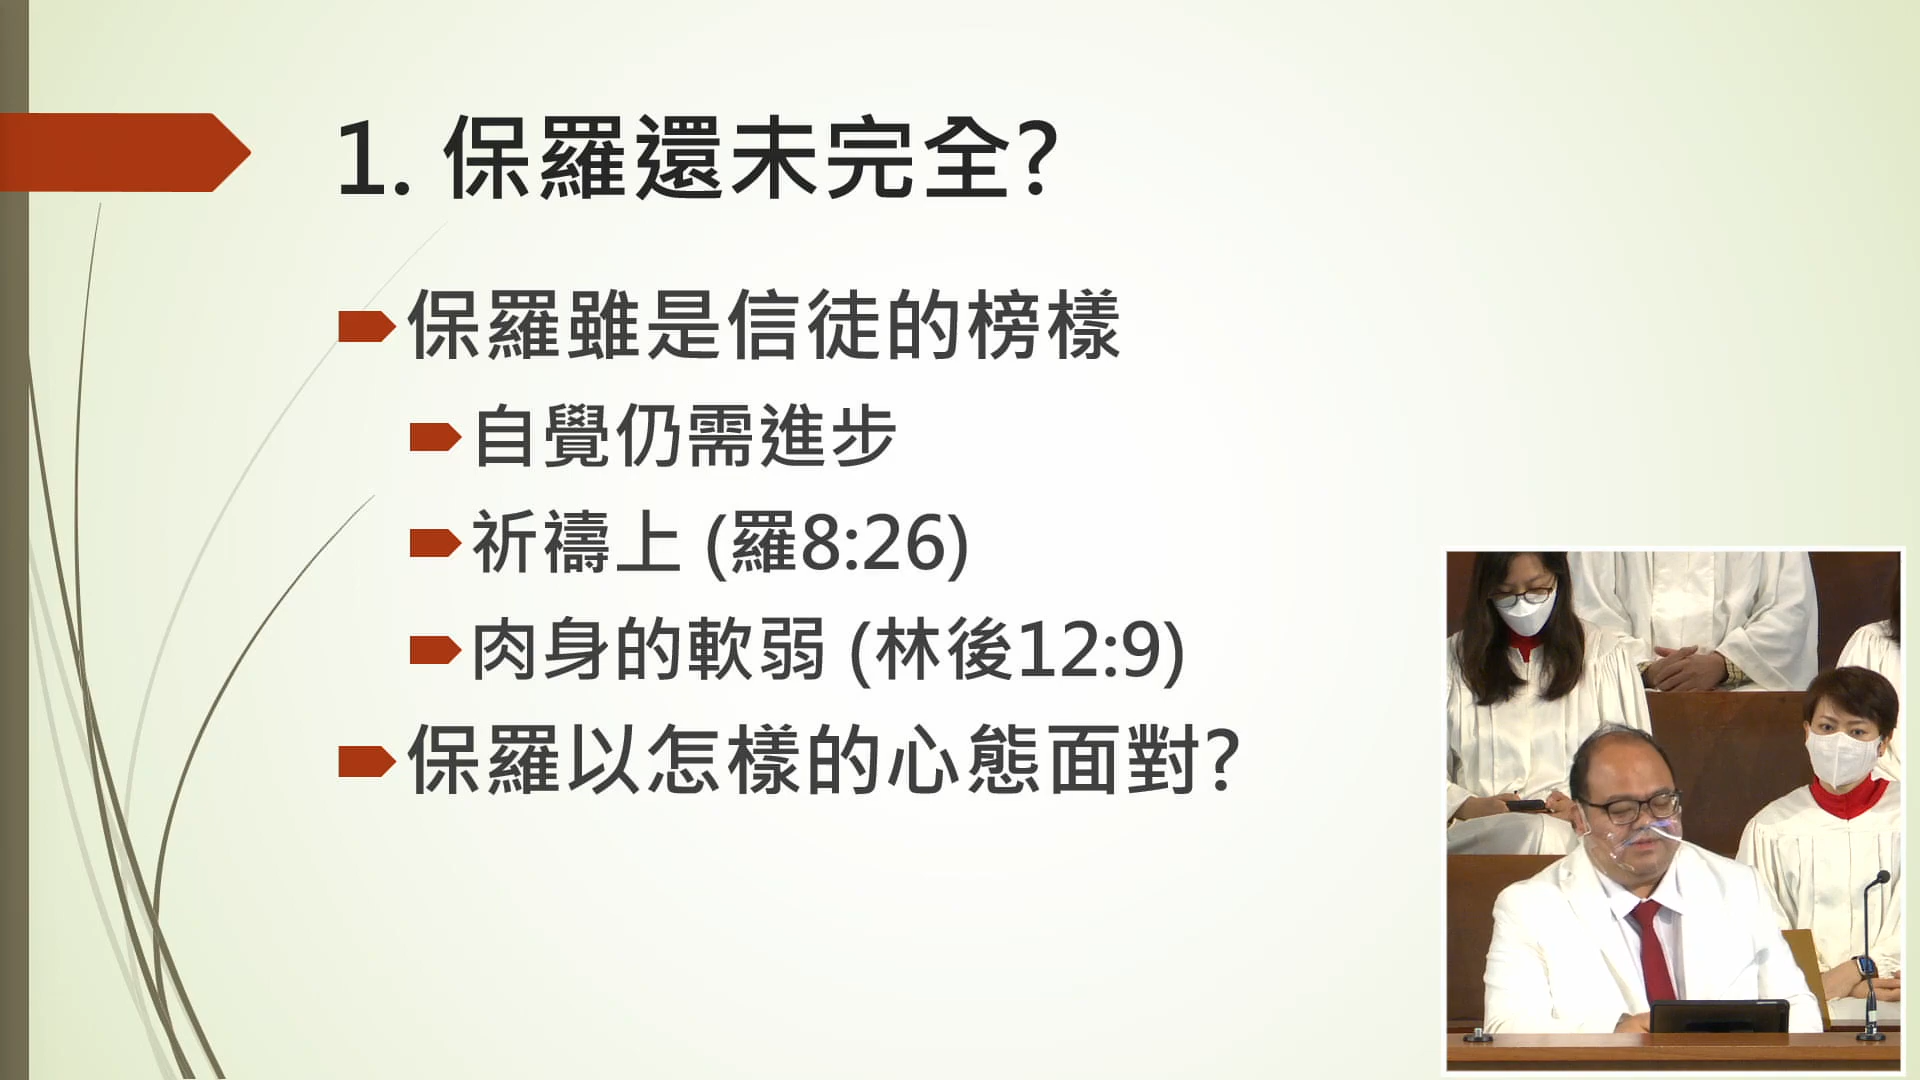 1. 保羅還未完全?
保羅雖是信徒的榜樣
自覺仍需進步
祈禱上 (羅8:26)
肉身的軟弱 (林後12:9)
保羅以怎樣的心態面對?